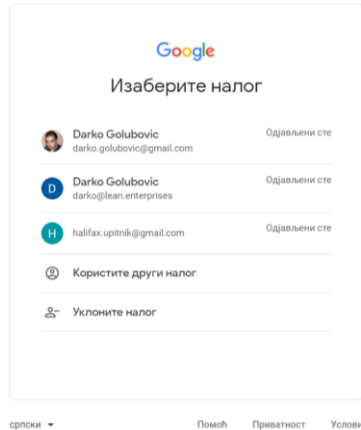 Google
Изаберите налог
Darko Golubovic
Одјављени сте
darko.golubovic@gmail.com
D
Darko Golubovic
Одјављени сте
darko@lean.enterprises
H
halifax.upitnik@gmail.com
Одјављени сте
Користите други налог
Уклоните налог
српски
Помоћ
Приватност
Услови